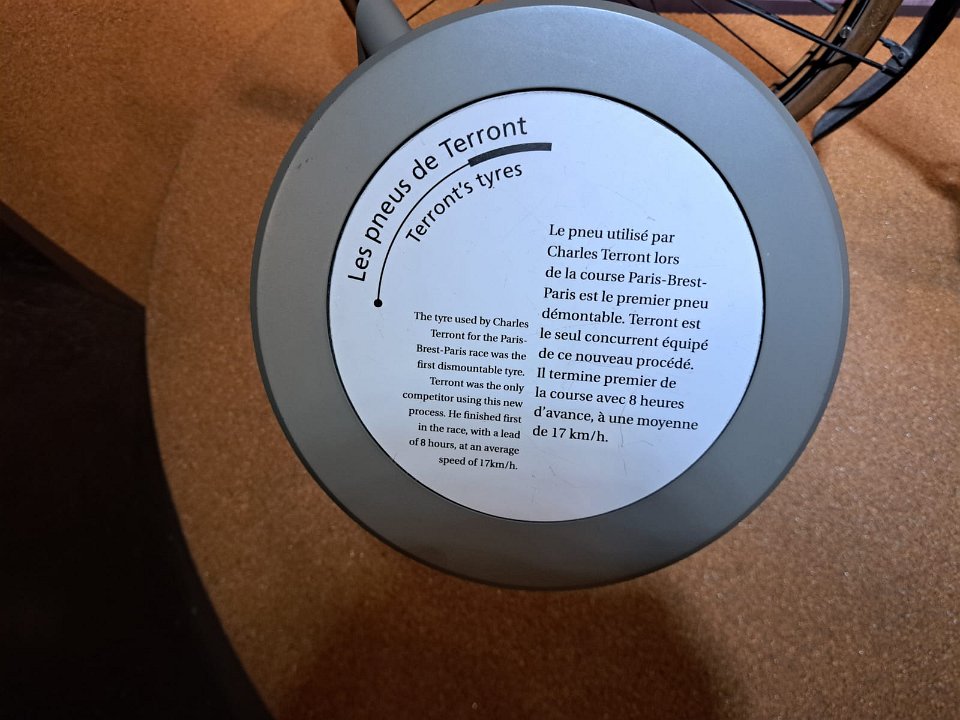 Les pneus de Terront
Terront's tyres
Le pneu utilisé par
Charles Terront lors
de la course Paris-Brest-
Paris est le premier pneu
démontable. Terront est
le seul concurrent équipé
de ce nouveau procédé.
Il termine premier de
la course avec 8 heures
d'avance, à une moyenne
de 17 km/h.
The tyre used by Charles
Terront for the Paris-
Brest-Paris race was the
first dismountable tyre.
Terront was the only
competitor using this new
process. He finished first
in the race, with a lead
of 8 hours, at an average
speed of 17km/h.